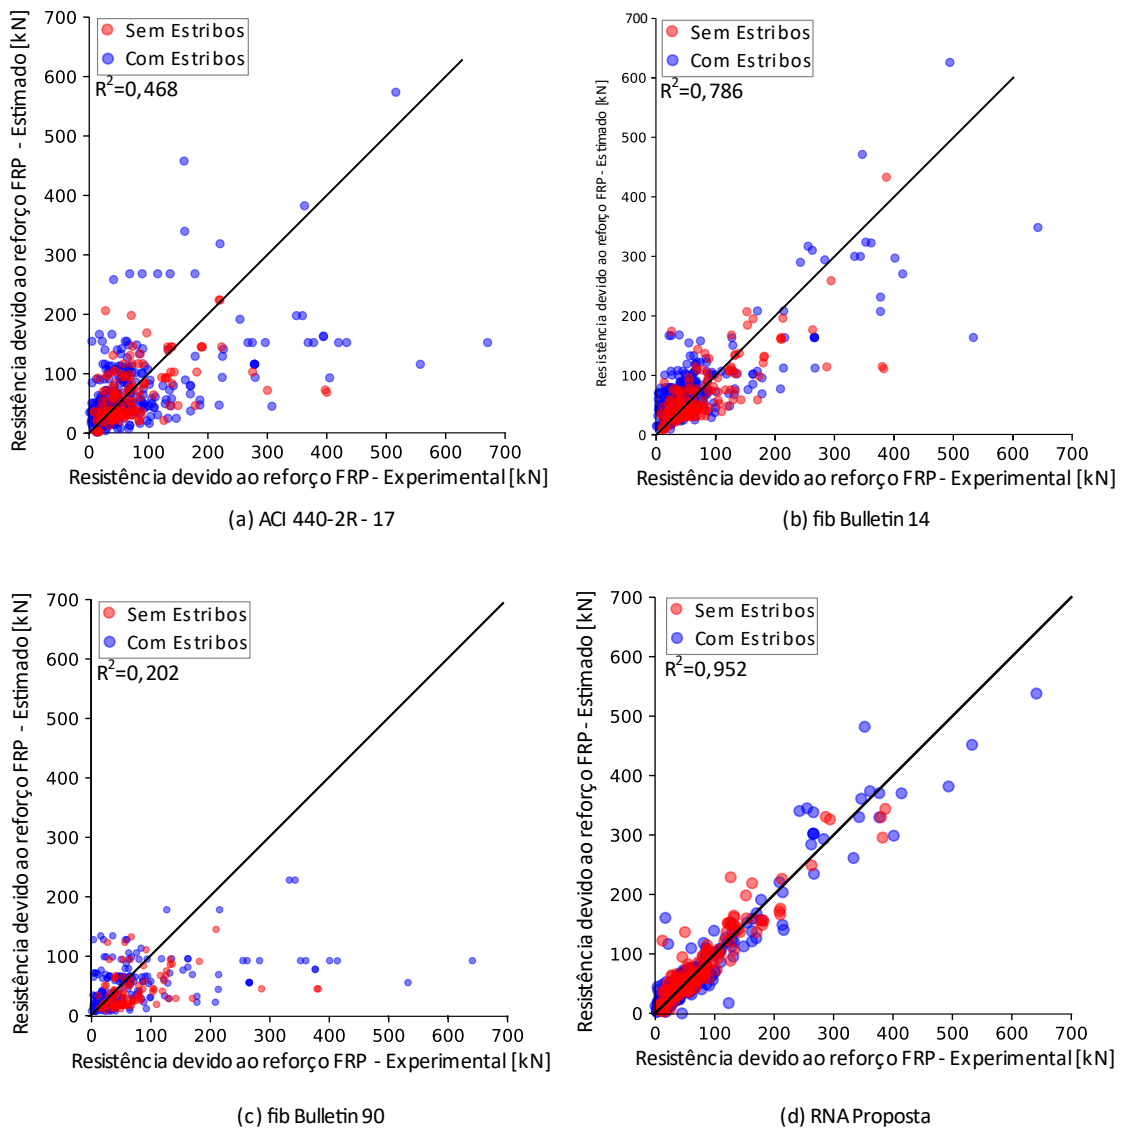 Resistência devido ao reforço FRP - Estimado [kN]
700
600
500
400
300
200
100
0
Sem Estribos
Com Estribos
R²=0,468
0 100 200 300 400 500 600 700
Resistência devido ao reforço FRP - Experimental [kN]
(a) ACI 440-2R - 17
Resistência devido ao reforço FRP - Estimado [kN]
700
600
500
400
300
200
100
0
Sem Estribos
Com Estribos
R²=0,786
0 100 200 300 400 500 600 700
Resistência devido ao reforço FRP - Experimental [kN]
(b) fib Bulletin 14
Resistência devido ao reforço FRP - Estimado [kN]
700
600
500
400
300
200
100
0
Sem Estribos
Com Estribos
R²=0,202
0 100 200 300 400 500 600 700
Resistência devido ao reforço FRP - Experimental [kN]
(c) fib Bulletin 90
Resistência devido ao reforço FRP - Estimado [kN]
700
600
500
400
300
200
100
0
Sem Estribos
Com Estribos
R²=0,952
0 100 200 300 400 500 600 700
Resistência devido ao reforço FRP - Experimental [kN]
(d) RNA Proposta